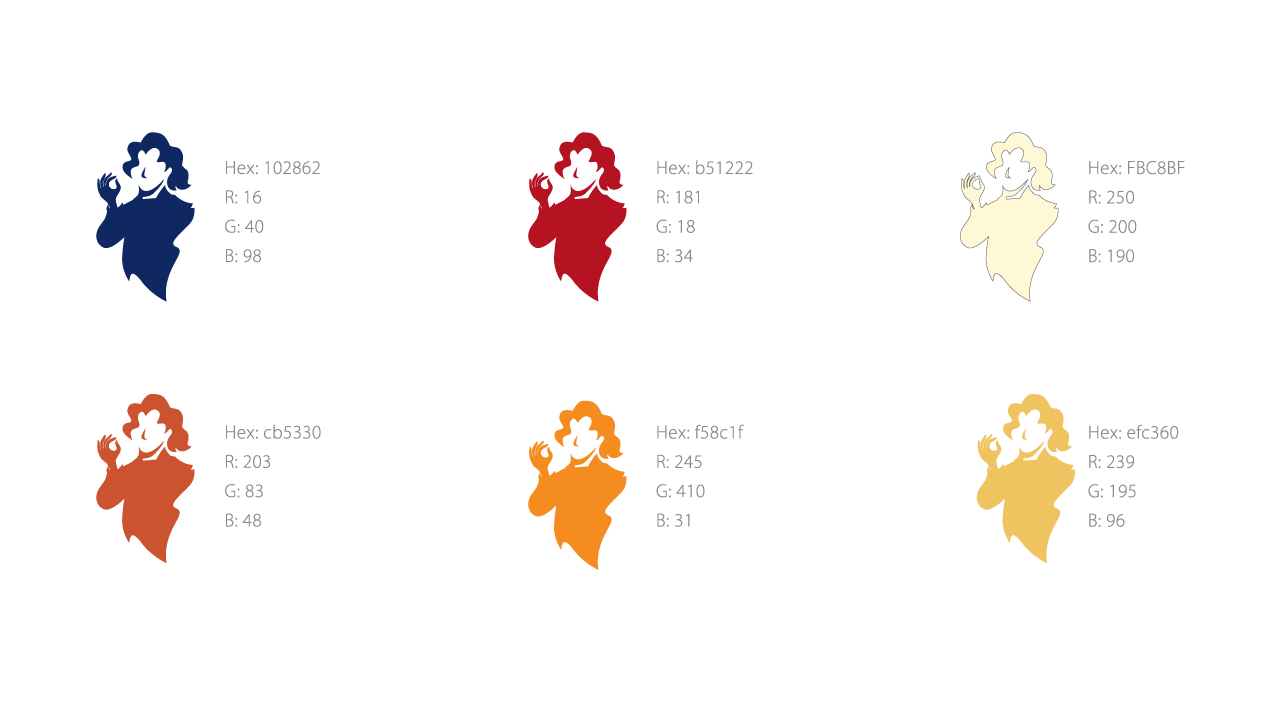 Hex: 102862
R: 16
G: 40
B: 98
Hex: b51222
R: 181
G: 18
B: 34
Hex: FBC8BF
R: 250
G: 200
B: 190
Hex: cb5330
R: 203
G: 83
B: 48
Hex: f58c1f
R: 245
G: 410
B: 31
Hex: efc360
R: 239
G: 195
B: 96